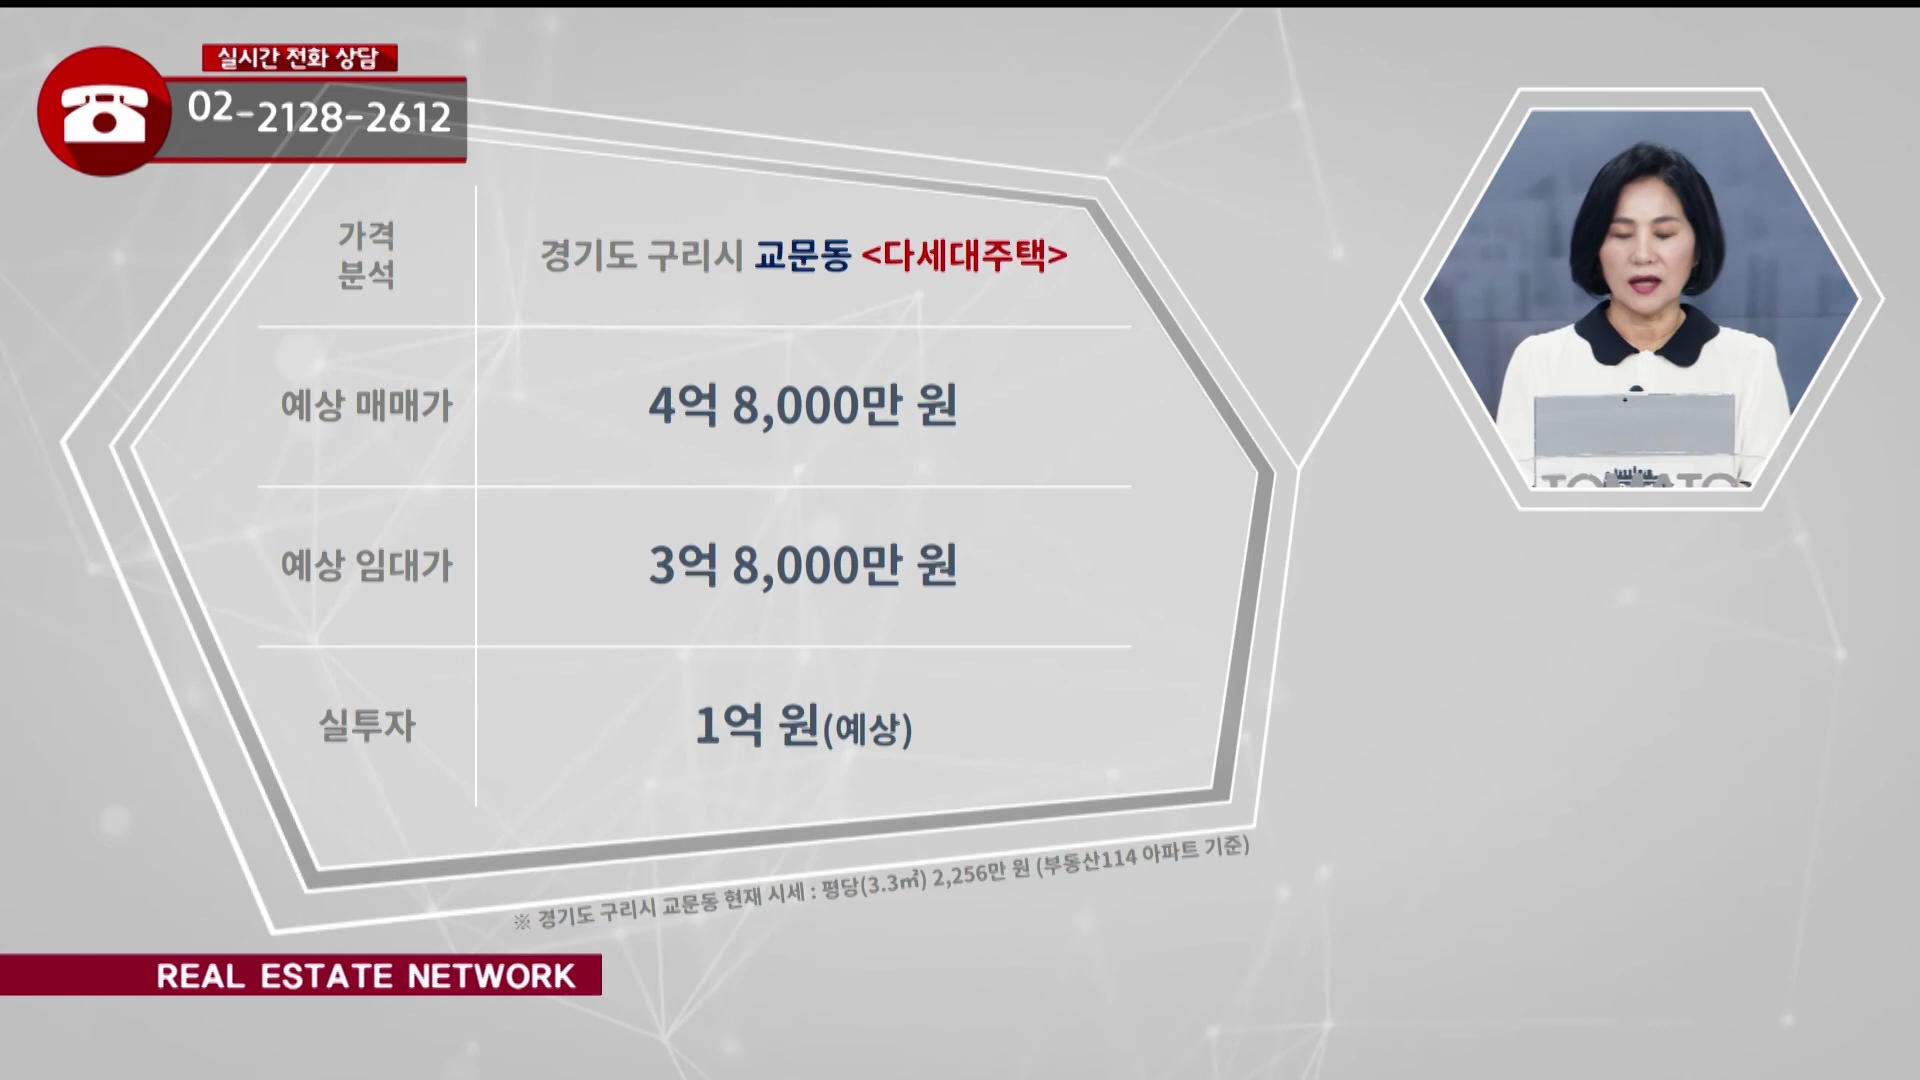 실시간 전화 상담
02-2128-2612
가격
분석
경기도 구리시 교문동 <다세대주택>
예상 매매가
4억 8,000만 원
예상 임대가
3억 8,000만 원
실투자
1억 원(예상)
※ 경기도 구리시 교문동 현재 시세 : 평당(3.3㎡) 2,256만 원 (부동산114 아파트 기준)
REAL ESTATE NETWORK
TOMATO